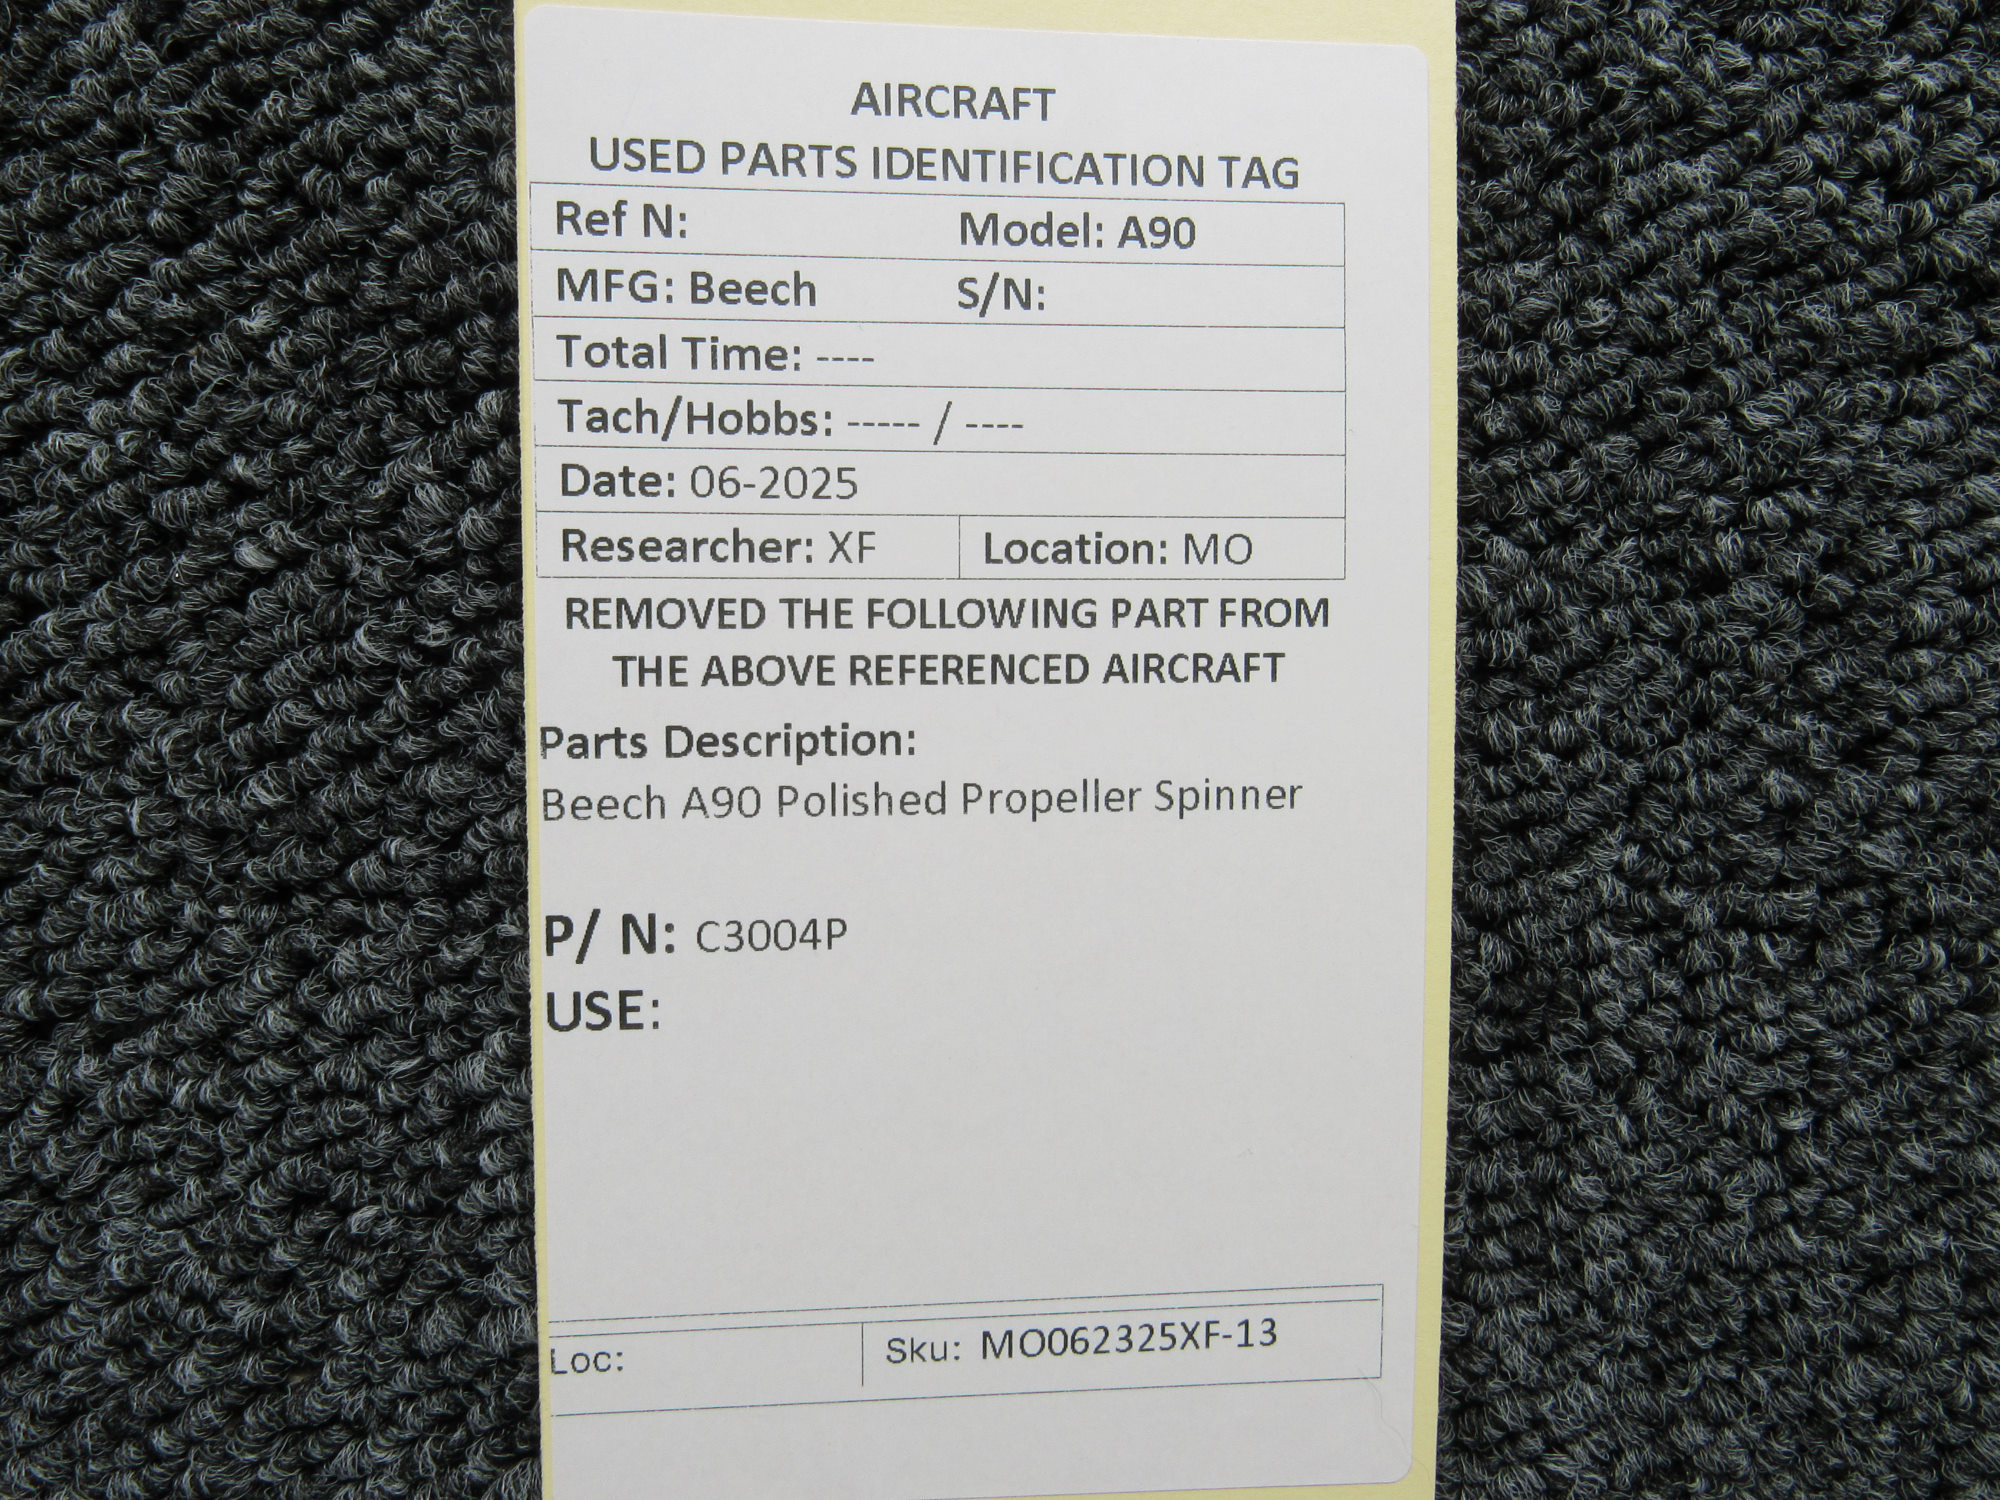 AIRCRAFT
USED PARTS IDENTIFICATION TAG
Ref N: Model: A90
MFG: Beech S/N:
Total Time: ----
Tach/Hobbs: ----- / ----
Date: 06-2025
Researcher: XF Location: MO
REMOVED THE FOLLOWING PART FROM
THE ABOVE REFERENCED AIRCRAFT
Parts Description:
Beech A90 Polished Propeller Spinner
P/ N: C3004P
USE:
Loc: Sku: MO062325XF-13